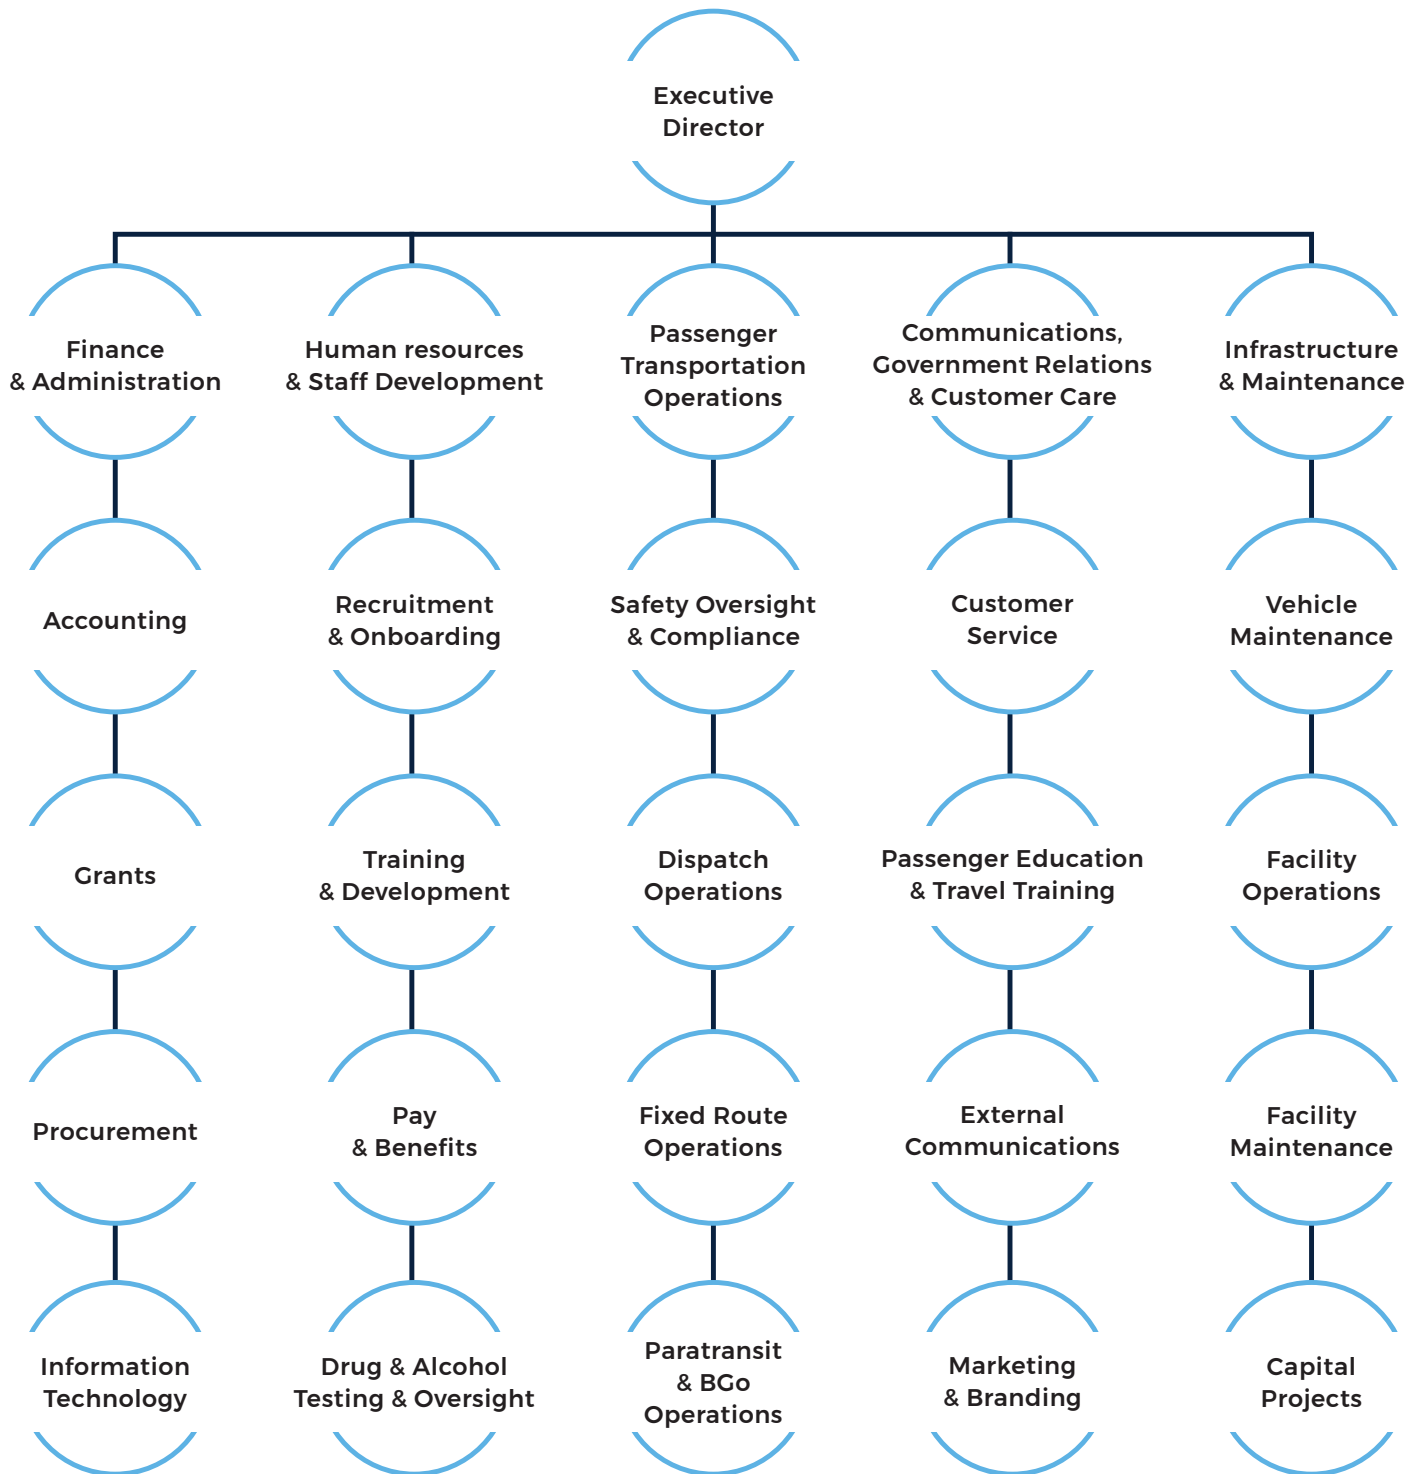 Executive
Director
Finance
& Administration
Human resources
& Staff Development
Passenger
Transportation
Operations
Communications,
Government Relations
& Customer Care
Infrastructure
& Maintenance
Accounting
Recruitment
& Onboarding
Safety Oversight
& Compliance
Customer
Service
Vehicle
Maintenance
Grants
Training
& Development
Dispatch
Operations
Passenger Education
& Travel Training
Facility
Operations
Procurement
Pay
& Benefits
Fixed Route
Operations
External
Communications
Facility
Maintenance
Information
Technology
Drug & Alcohol
Testing & Oversight
Paratransit
& BGo
Operations
Marketing
& Branding
Capital
Projects